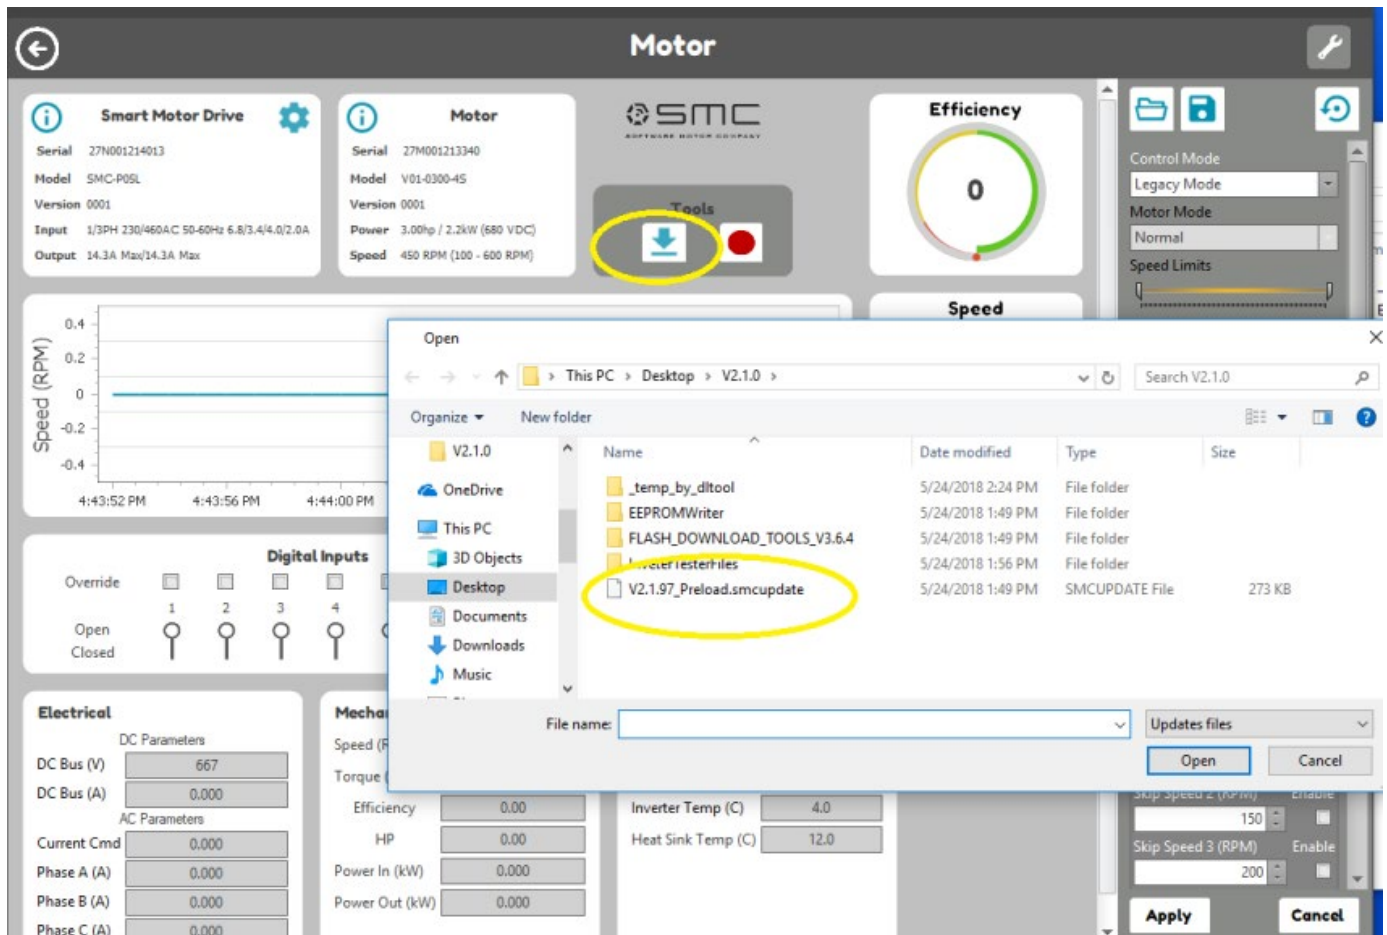 Motor
Smart Motor Drive
Serial 27N001214013
Model SMC-P05L
Version 0001
Input 1/3PH 230/460AC 50-60Hz 6.8/3.4/4.0/2.0A
Output 14.3A Max/14.3A Max
Motor
Serial 27M001213340
Model V01-0300-4S
Version 0001
Power 3.00hp / 2.2kW (680 VDC)
Speed 450 RPM (100 - 600 RPM)
SMC
SOFTWARE MOTOR COMPANY
Tools
Efficiency
0
Control Mode
Legacy Mode
Motor Mode
Normal
Speed Limits
Speed
Speed (RPM)
0.4
0.2
0
-0.2
-0.4
4:43:52 PM 4:43:56 PM 4:44:00 PM
Open
This PC > Desktop > V2.1.0 >
Search V2.1.0
Organize New folder
V2.1.0
OneDrive
This PC
3D Objects
Desktop
Documents
Downloads
Music
Name Date modified Type Size
_temp_by_dltool 5/24/2018 2:24 PM File folder
EEPROMWriter 5/24/2018 1:49 PM File folder
FLASH_DOWNLOAD_TOOLS_V3.6.4 5/24/2018 1:49 PM File folder
InveterTesterFiles 5/24/2018 1:56 PM File folder
V2.1.97_Preload.smcupdate 5/24/2018 1:49 PM SMCUPDATE File 273 KB
File name:
Updates files
Open Cancel
Digital Inputs
Override
1 2 3 4
Open
Closed
Electrical
DC Parameters
DC Bus (V) 667
DC Bus (A) 0.000
AC Parameters
Current Cmd 0.000
Phase A (A) 0.000
Phase B (A) 0.000
Phase C (A) 0.000
Speed
Torque
Efficiency 0.00
HP 0.00
Power In (kW) 0.000
Power Out (kW) 0.000
Inverter Temp (C) 4.0
Heat Sink Temp (C) 12.0
Skip Speed 2 (RPM) Enable
150
Skip Speed 3 (RPM) Enable
200
Apply Cancel